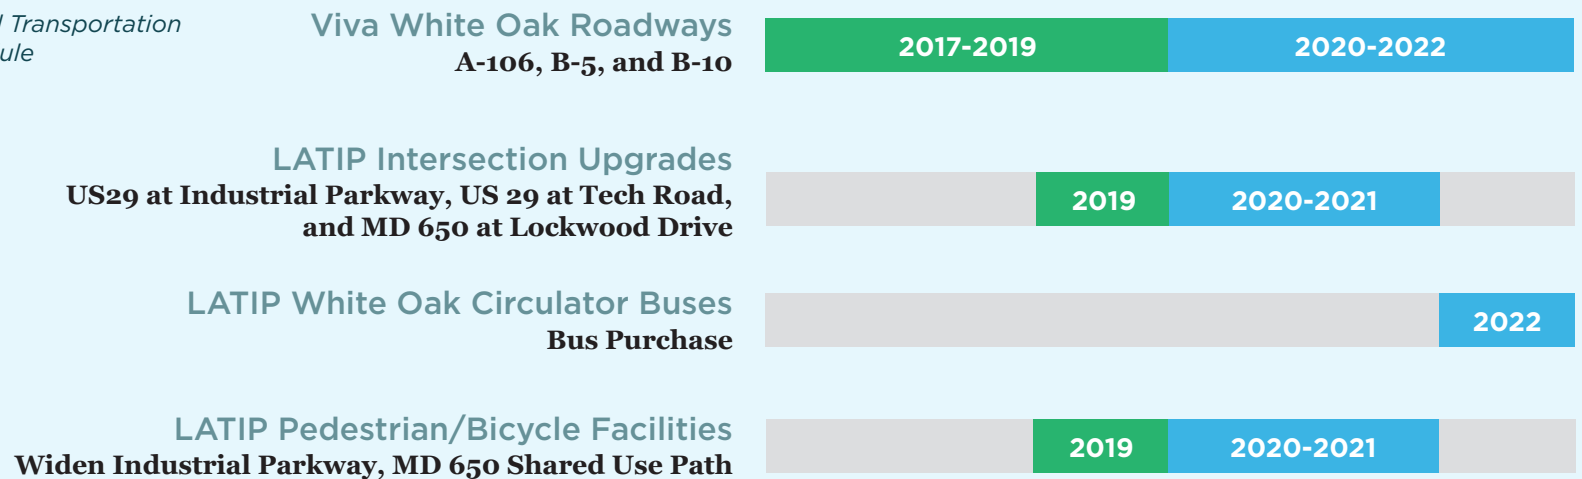 Transportation
Viva White Oak Roadways
A-106, B-5, and B-10
2017-2019
2020-2022
LATIP Intersection Upgrades
US29 at Industrial Parkway, US 29 at Tech Road,
and MD 650 at Lockwood Drive
2019
2020-2021
LATIP White Oak Circulator Buses
Bus Purchase
2022
LATIP Pedestrian/Bicycle Facilities
Widen Industrial Parkway, MD 650 Shared Use Path
2019
2020-2021